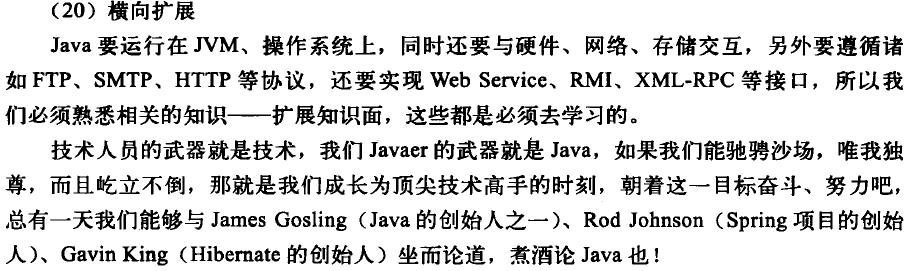 （20）横向扩展
Java 要运行在 JVM、操作系统上，同时还要与硬件、网络、存储交互，另外要遵循诸
如 FTP、SMTP、HTTP 等协议，还要实现 Web Service、RMI、XML-RPC 等接口，所以我
们必须熟悉相关的知识——扩展知识面，这些都是必须去学习的。
技术人员的武器就是技术，我们 Javaer 的武器就是 Java，如果我们能驰骋沙场，唯我独
尊，而且屹立不倒，那就是我们成长为顶尖技术高手的时刻，朝着这一目标奋斗、努力吧，
总有一天我们能够与 James Gosling（Java 的创始人之一）、Rod Johnson（Spring 项目的创始
人）、Gavin King（Hibernate 的创始人）坐而论道，煮酒论 Java 也！